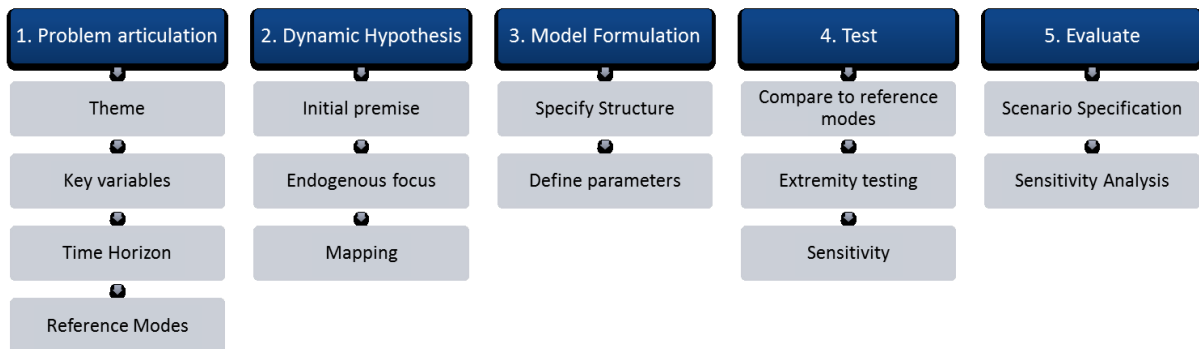 1. Problem articulation
Theme
Key variables
Time Horizon
Reference Modes
2. Dynamic Hypothesis
Initial premise
Endogenous focus
Mapping
3. Model Formulation
Specify Structure
Define parameters
4. Test
Compare to reference
modes
Extremity testing
Sensitivity
5. Evaluate
Scenario Specification
Sensitivity Analysis